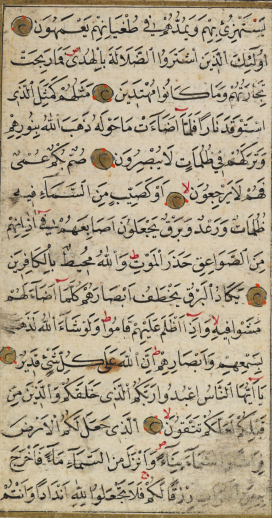 يستهزئ بهم ويمدهم في طغيانهم يعمهون
اولئك الذين اشتروا الضلالة بالهدى فما ربحت
تجارتهم وما كانوا مهتدين مثلهم كمثل الذي
استوقد نارا فلما اضاءت ما حوله ذهب الله بنورهم
وتركهم في ظلمات لا يبصرون صم بكم عمي
فهم لا يرجعون او كصيب من السماء فيه
ظلمات ورعد وبرق يجعلون اصابعهم في اذانهم
من الصواعق حذر الموت والله محيط بالكافرين
يكاد البرق يخطف ابصارهم كلما اضاء لهم
مشوا فيه واذا اظلم عليهم قاموا ولو شاء الله لذهب
بسمعهم وابصارهم ان الله على كل شئ قدير
يا ايها الناس اعبدوا ربكم الذي خلقكم والذين من
قبلكم لعلكم تتقون الذي جعل لكم الارض
فراشا والسماء بناء وانزل من السماء ماء فاخرج
به من الثمرات رزقا لكم فلا تجعلوا لله اندادا وانتم